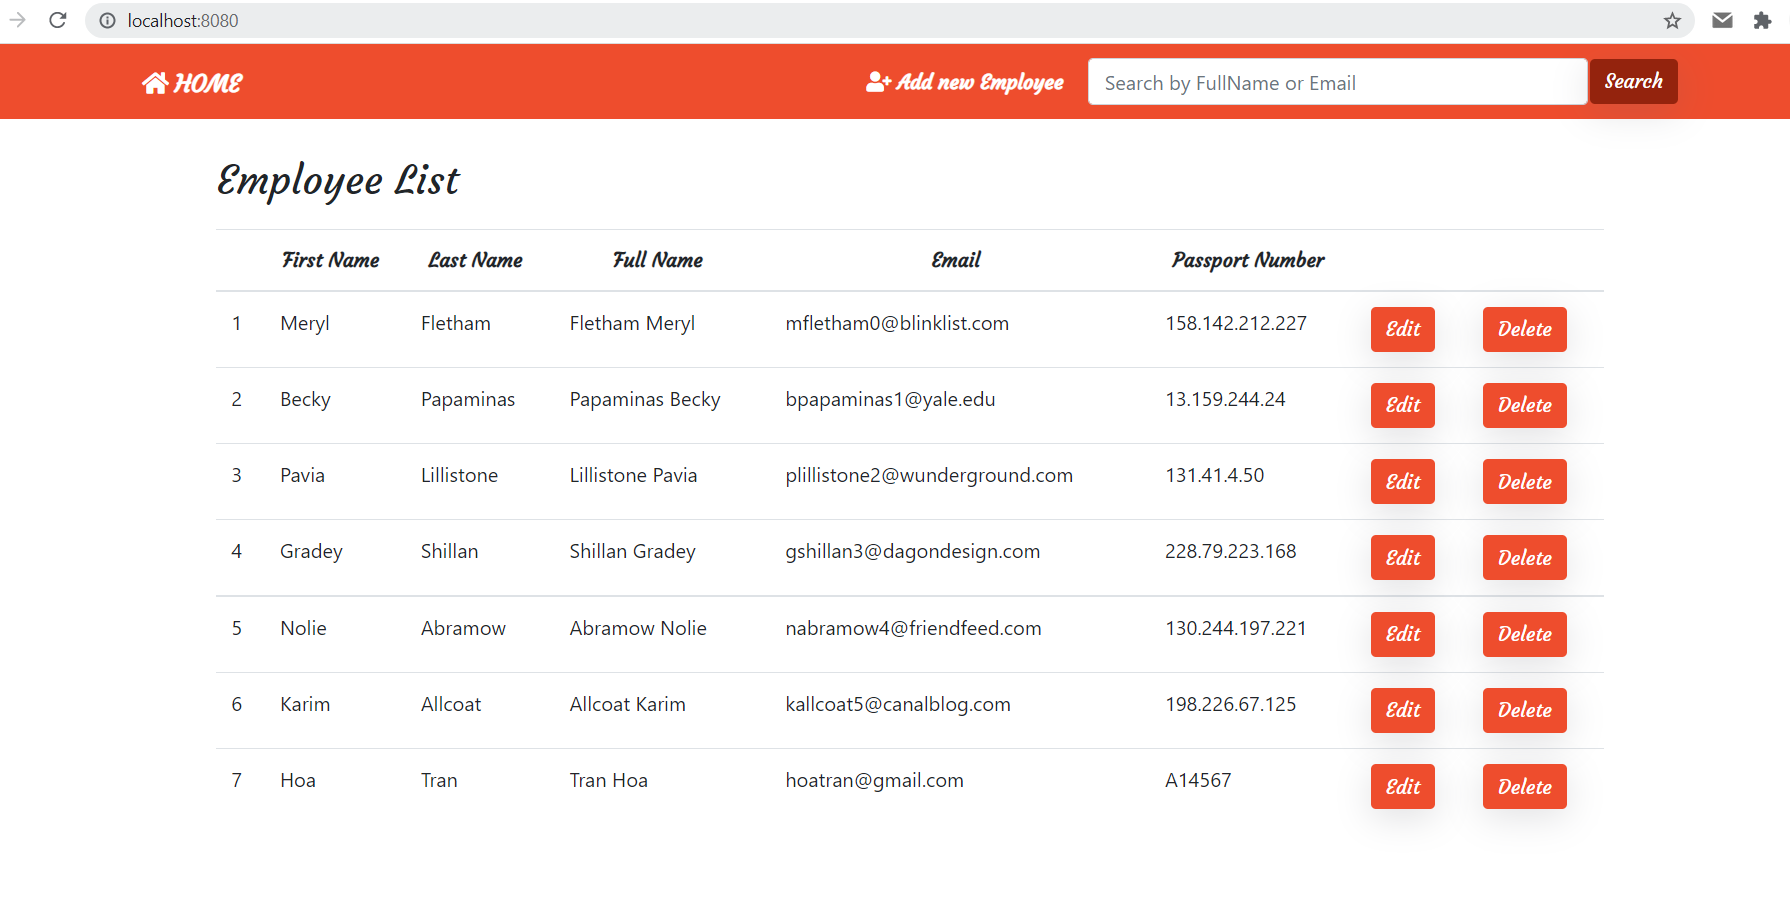 localhost:8080
HOME Add new Employee Search by FullName or Email Search
Employee List
First Name Last Name Full Name Email Passport Number
1 Meryl Fletham Fletham Meryl mfletham0@blinklist.com 158.142.212.227 Edit Delete
2 Becky Papaminas Papaminas Becky bpapaminas1@yale.edu 13.159.244.24 Edit Delete
3 Pavia Lillistone Lillistone Pavia plillistone2@wunderground.com 131.41.4.50 Edit Delete
4 Gradey Shillan Shillan Gradey gshillan3@dagondesign.com 228.79.223.168 Edit Delete
5 Nolie Abramow Abramow Nolie nabramow4@friendfeed.com 130.244.197.221 Edit Delete
6 Karim Allcoat Allcoat Karim kallcoat5@canalblog.com 198.226.67.125 Edit Delete
7 Hoa Tran Tran Hoa hoatran@gmail.com A14567 Edit Delete